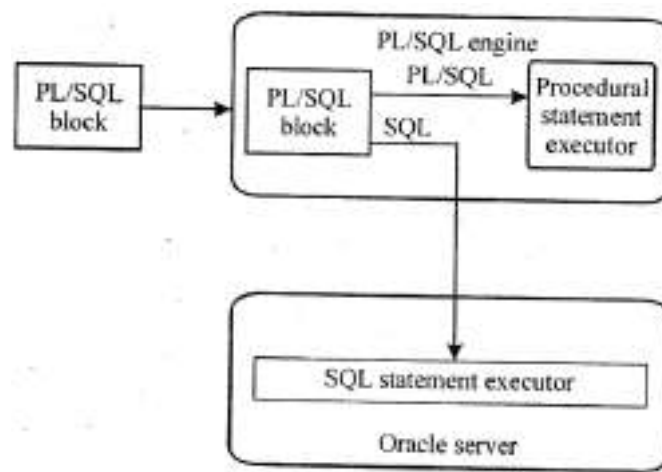 PL/SQL engine
PL/SQL
block
PL/SQL
block
PL/SQL
SQL
Procedural
statement
executor
SQL statement executor
Oracle server